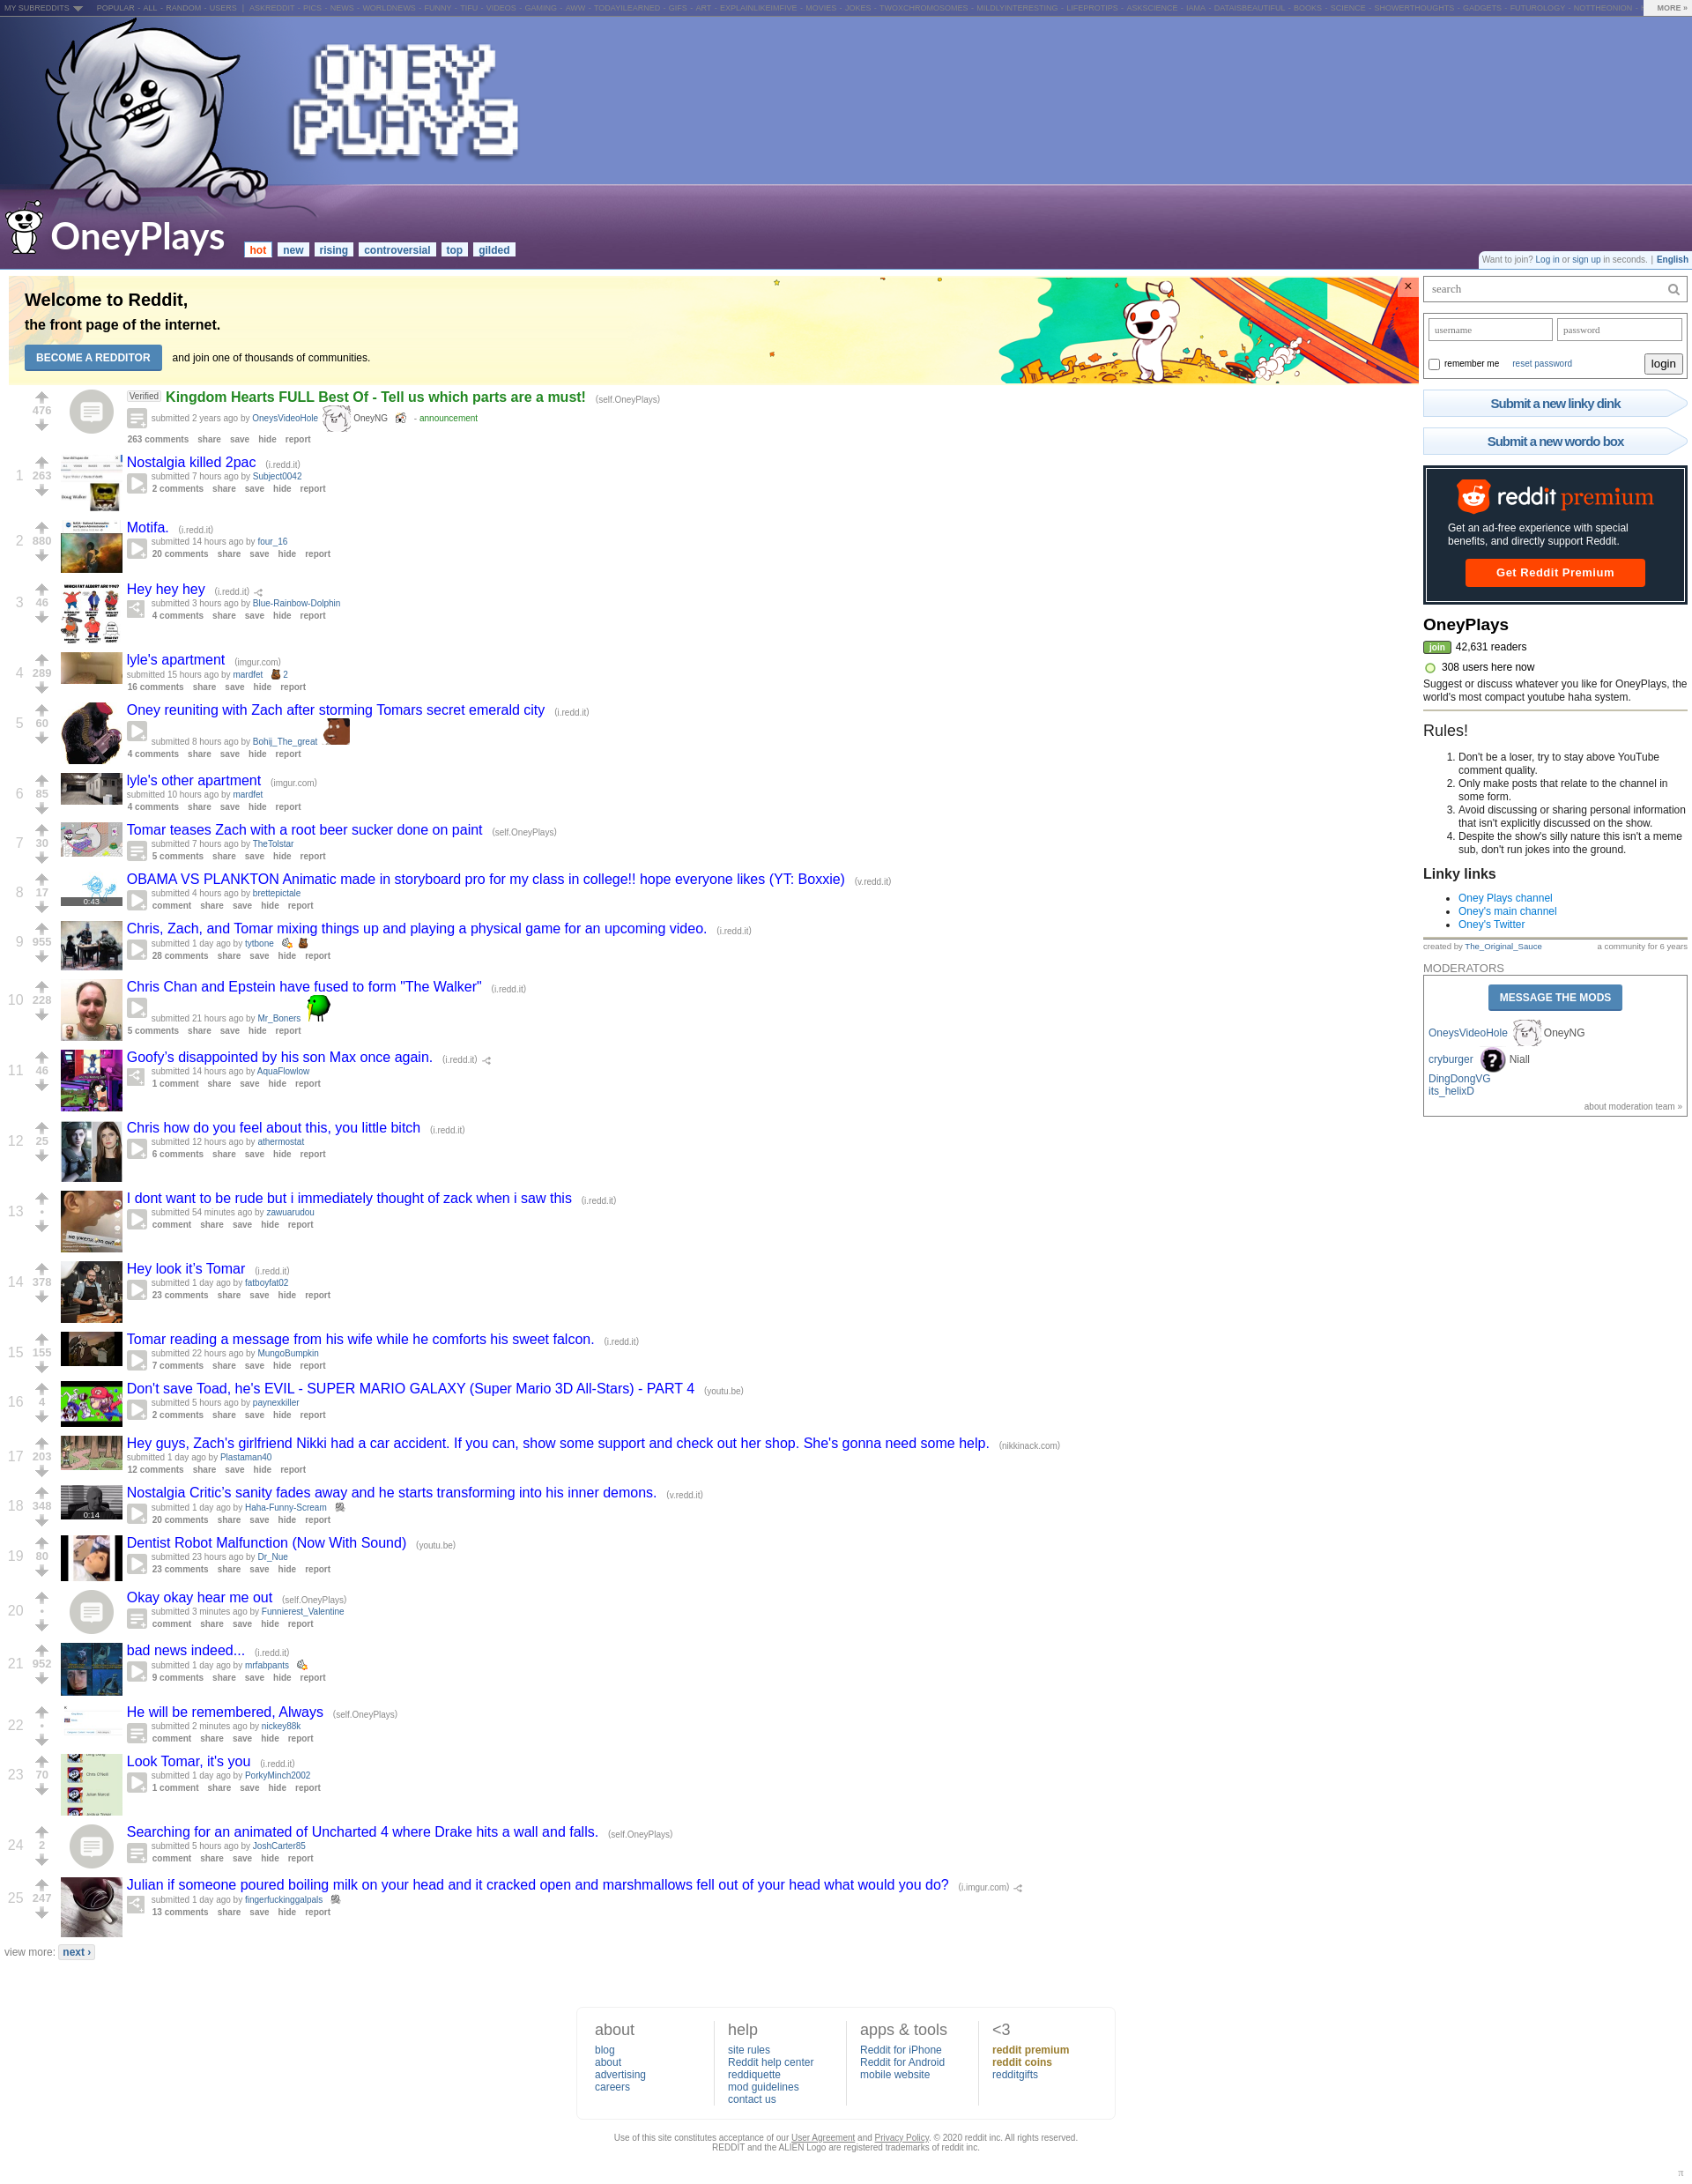 MY SUBREDDITS POPULAR - ALL - RANDOM - USERS | ASKREDDIT - PICS - NEWS - WORLDNEWS - FUNNY - TIFU - VIDEOS - GAMING - AWW - TODAYILEARNED - GIFS - ART - EXPLAINLIKEIMFIVE - MOVIES - JOKES - TWOXCHROMOSOMES - MILDLYINTERESTING - LIFEPROTIPS - ASKSCIENCE - IAMA - DATAISBEAUTIFUL - BOOKS - SCIENCE - SHOWERTHOUGHTS - GADGETS - FUTUROLOGY - NOTTHEONION - MORE »
ONEY
PLAYS
OneyPlays hot new rising controversial top gilded
Want to join? Log in or sign up in seconds. | English
Welcome to Reddit,
the front page of the internet.
BECOME A REDDITOR and join one of thousands of communities.
×
476
Verified Kingdom Hearts FULL Best Of - Tell us which parts are a must! (self.OneyPlays)
submitted 2 years ago by OneysVideoHole OneyNG - announcement
263 comments share save hide report
1 263
Nostalgia killed 2pac (i.redd.it)
submitted 7 hours ago by Subject0042
2 comments share save hide report
Doug Walker
2 880
Motifa. (i.redd.it)
submitted 14 hours ago by four_16
20 comments share save hide report
3 46
WHICH FAT ALBERT ARE YOU?
Hey hey hey (i.redd.it)
submitted 3 hours ago by Blue-Rainbow-Dolphin
4 comments share save hide report
4 289
lyle's apartment (imgur.com)
submitted 15 hours ago by mardfet 2
16 comments share save hide report
5 60
Oney reuniting with Zach after storming Tomars secret emerald city (i.redd.it)
submitted 8 hours ago by Bohij_The_great
4 comments share save hide report
6 85
lyle's other apartment (imgur.com)
submitted 10 hours ago by mardfet
4 comments share save hide report
7 30
Tomar teases Zach with a root beer sucker done on paint (self.OneyPlays)
submitted 7 hours ago by TheTolstar
5 comments share save hide report
8 17
0:43
OBAMA VS PLANKTON Animatic made in storyboard pro for my class in college!! hope everyone likes (YT: Boxxie) (v.redd.it)
submitted 4 hours ago by brettepictale
comment share save hide report
9 955
Chris, Zach, and Tomar mixing things up and playing a physical game for an upcoming video. (i.redd.it)
submitted 1 day ago by tytbone
28 comments share save hide report
10 228
Chris Chan and Epstein have fused to form "The Walker" (i.redd.it)
submitted 21 hours ago by Mr_Boners
5 comments share save hide report
11 46
Goofy’s disappointed by his son Max once again. (i.redd.it)
submitted 14 hours ago by AquaFlowlow
1 comment share save hide report
12 25
Chris how do you feel about this, you little bitch (i.redd.it)
submitted 12 hours ago by athermostat
6 comments share save hide report
13 •
I dont want to be rude but i immediately thought of zack when i saw this (i.redd.it)
submitted 54 minutes ago by zawuarudou
comment share save hide report
14 378
Hey look it’s Tomar (i.redd.it)
submitted 1 day ago by fatboyfat02
23 comments share save hide report
15 155
Tomar reading a message from his wife while he comforts his sweet falcon. (i.redd.it)
submitted 22 hours ago by MungoBumpkin
7 comments share save hide report
16 4
Don't save Toad, he's EVIL - SUPER MARIO GALAXY (Super Mario 3D All-Stars) - PART 4 (youtu.be)
submitted 5 hours ago by paynexkiller
2 comments share save hide report
17 203
Hey guys, Zach's girlfriend Nikki had a car accident. If you can, show some support and check out her shop. She's gonna need some help. (nikkinack.com)
submitted 1 day ago by Plastaman40
12 comments share save hide report
18 348
0:14
Nostalgia Critic’s sanity fades away and he starts transforming into his inner demons. (v.redd.it)
submitted 1 day ago by Haha-Funny-Scream
20 comments share save hide report
19 80
Dentist Robot Malfunction (Now With Sound) (youtu.be)
submitted 23 hours ago by Dr_Nue
23 comments share save hide report
20 •
Okay okay hear me out (self.OneyPlays)
submitted 3 minutes ago by Funnierest_Valentine
comment share save hide report
21 952
bad news indeed... (i.redd.it)
submitted 1 day ago by mrfabpants
9 comments share save hide report
22 •
He will be remembered, Always (self.OneyPlays)
submitted 2 minutes ago by nickey88k
comment share save hide report
23 70
Look Tomar, it's you (i.redd.it)
submitted 1 day ago by PorkyMinch2002
1 comment share save hide report
24 2
Searching for an animated of Uncharted 4 where Drake hits a wall and falls. (self.OneyPlays)
submitted 5 hours ago by JoshCarter85
comment share save hide report
25 247
Julian if someone poured boiling milk on your head and it cracked open and marshmallows fell out of your head what would you do? (i.imgur.com)
submitted 1 day ago by fingerfuckinggalpals
13 comments share save hide report
view more: next ›
search
username password
remember me reset password login
Submit a new linky dink
Submit a new wordo box
reddit premium
Get an ad-free experience with special
benefits, and directly support Reddit.
Get Reddit Premium
OneyPlays
join 42,631 readers
308 users here now
Suggest or discuss whatever you like for OneyPlays, the
world's most compact youtube haha system.
Rules!
1. Don't be a loser, try to stay above YouTube
comment quality.
2. Only make posts that relate to the channel in
some form.
3. Avoid discussing or sharing personal information
that isn't explicitly discussed on the show.
4. Despite the show's silly nature this isn't a meme
sub, don't run jokes into the ground.
Linky links
• Oney Plays channel
• Oney's main channel
• Oney's Twitter
created by The_Original_Sauce a community for 6 years
MODERATORS
MESSAGE THE MODS
OneysVideoHole OneyNG
cryburger ? Niall
DingDongVG
its_helixD
about moderation team »
about
blog
about
advertising
careers
help
site rules
Reddit help center
reddiquette
mod guidelines
contact us
apps & tools
Reddit for iPhone
Reddit for Android
mobile website
<3
reddit premium
reddit coins
redditgifts
Use of this site constitutes acceptance of our User Agreement and Privacy Policy. © 2020 reddit inc. All rights reserved.
REDDIT and the ALIEN Logo are registered trademarks of reddit inc.
π